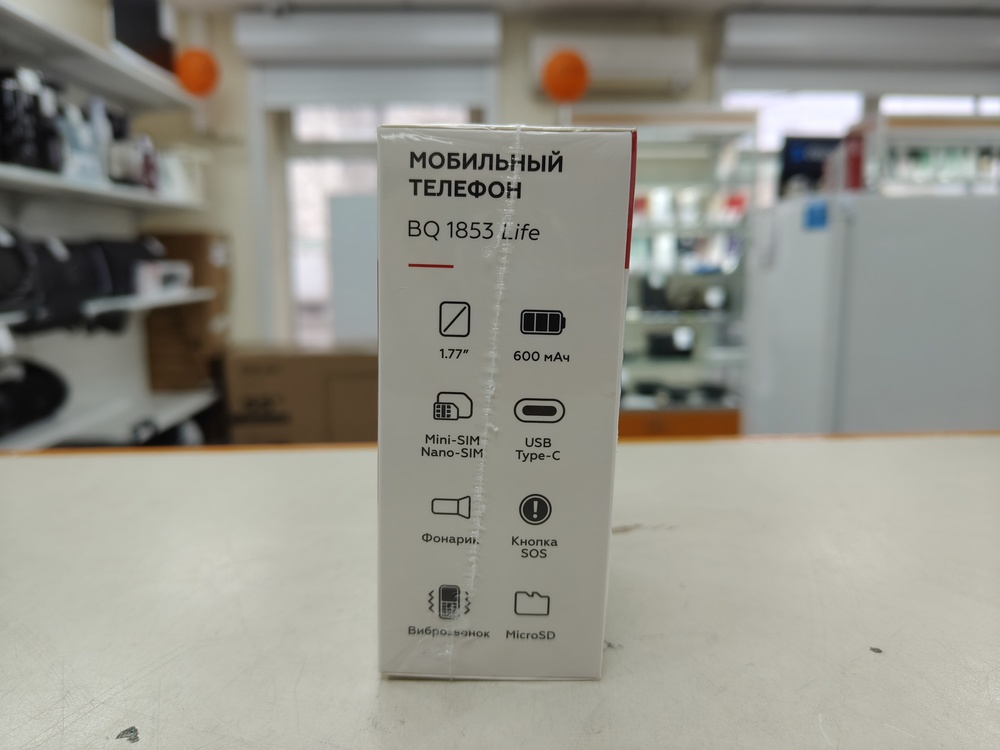 МОБИЛЬНЫЙ
ТЕЛЕФОН
BQ 1853 Life
1.77"
600 мАч
Mini-SIM
Nano-SIM
USB
Type-C
Фонарик
Кнопка
SOS
Виброзвонок
MicroSD